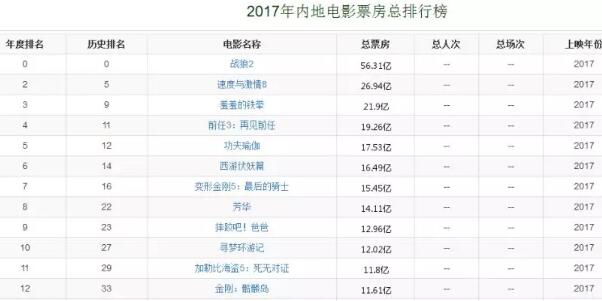 2017年内地电影票房总排行榜
年度排名 历史排名 电影名称 总票房 总人次 总场次 上映年份
0 0 战狼2 56.31亿 -- -- 2017
2 5 速度与激情8 26.94亿 -- -- 2017
3 9 羞羞的铁拳 21.9亿 -- -- 2017
4 11 前任3：再见前任 19.26亿 -- -- 2017
5 12 功夫瑜伽 17.53亿 -- -- 2017
6 14 西游伏妖篇 16.49亿 -- -- 2017
7 16 变形金刚5：最后的骑士 15.45亿 -- -- 2017
8 22 芳华 14.11亿 -- -- 2017
9 23 摔跤吧！爸爸 12.96亿 -- -- 2017
10 27 寻梦环游记 12.02亿 -- -- 2017
11 29 加勒比海盗5：死无对证 11.8亿 -- -- 2017
12 33 金刚：骷髅岛 11.61亿 -- -- 2017